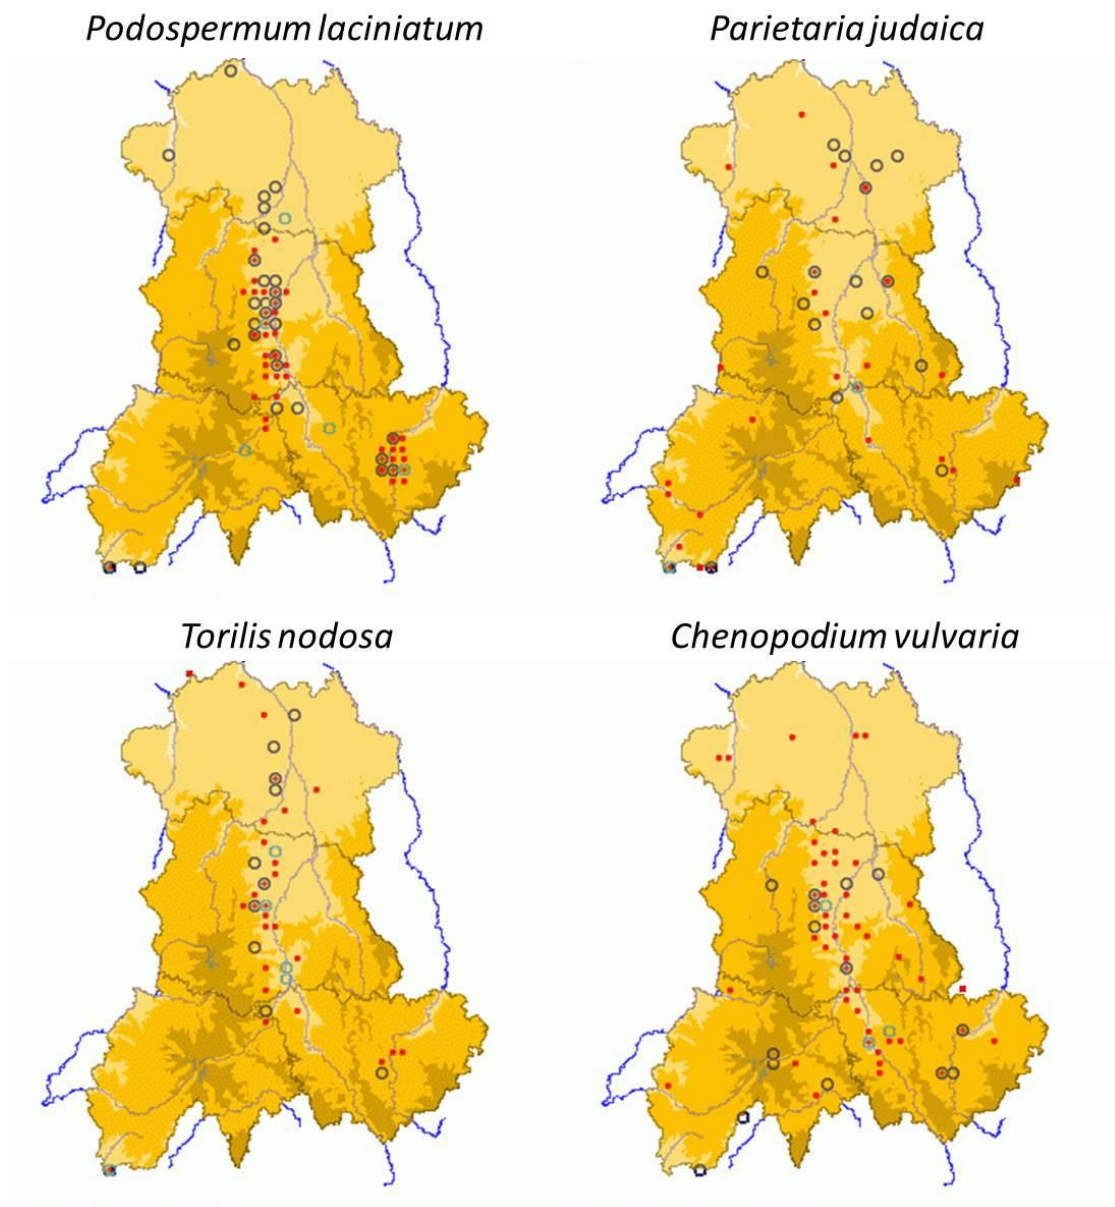 Podospermum laciniatum
Parietaria judaica
Torilis nodosa
Chenopodium vulvaria